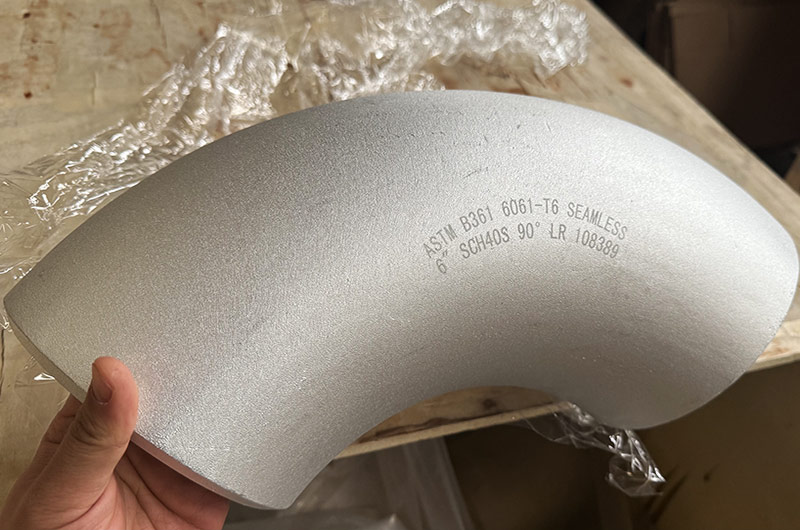 ASTM B361 6061-T6 SEAMLESS
6" SCH40S 90° LR 108389